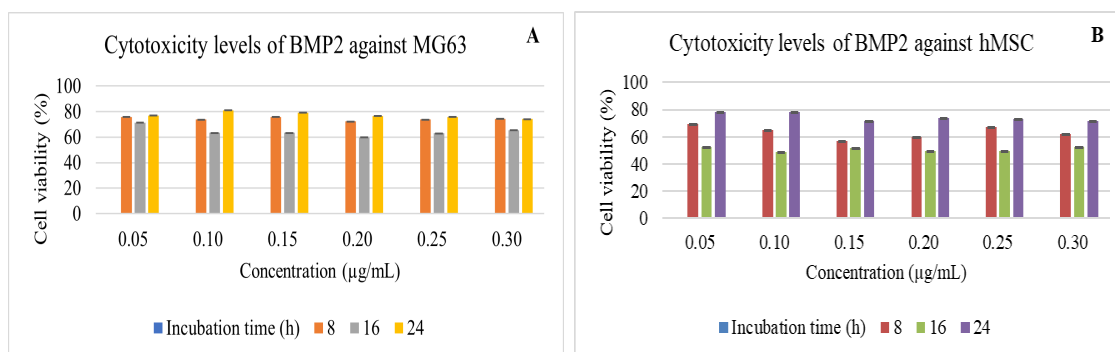 Cytotoxicity levels of BMP2 against MG63
A
Cell viability (%)
100
80
60
40
20
0
0.05 0.10 0.15 0.20 0.25 0.30
Concentration (µg/mL)
Incubation time (h) 8 16 24
Cytotoxicity levels of BMP2 against hMSC
B
Cell viability (%)
100
80
60
40
20
0
0.05 0.10 0.15 0.20 0.25 0.30
Concentration (µg/mL)
Incubation time (h) 8 16 24